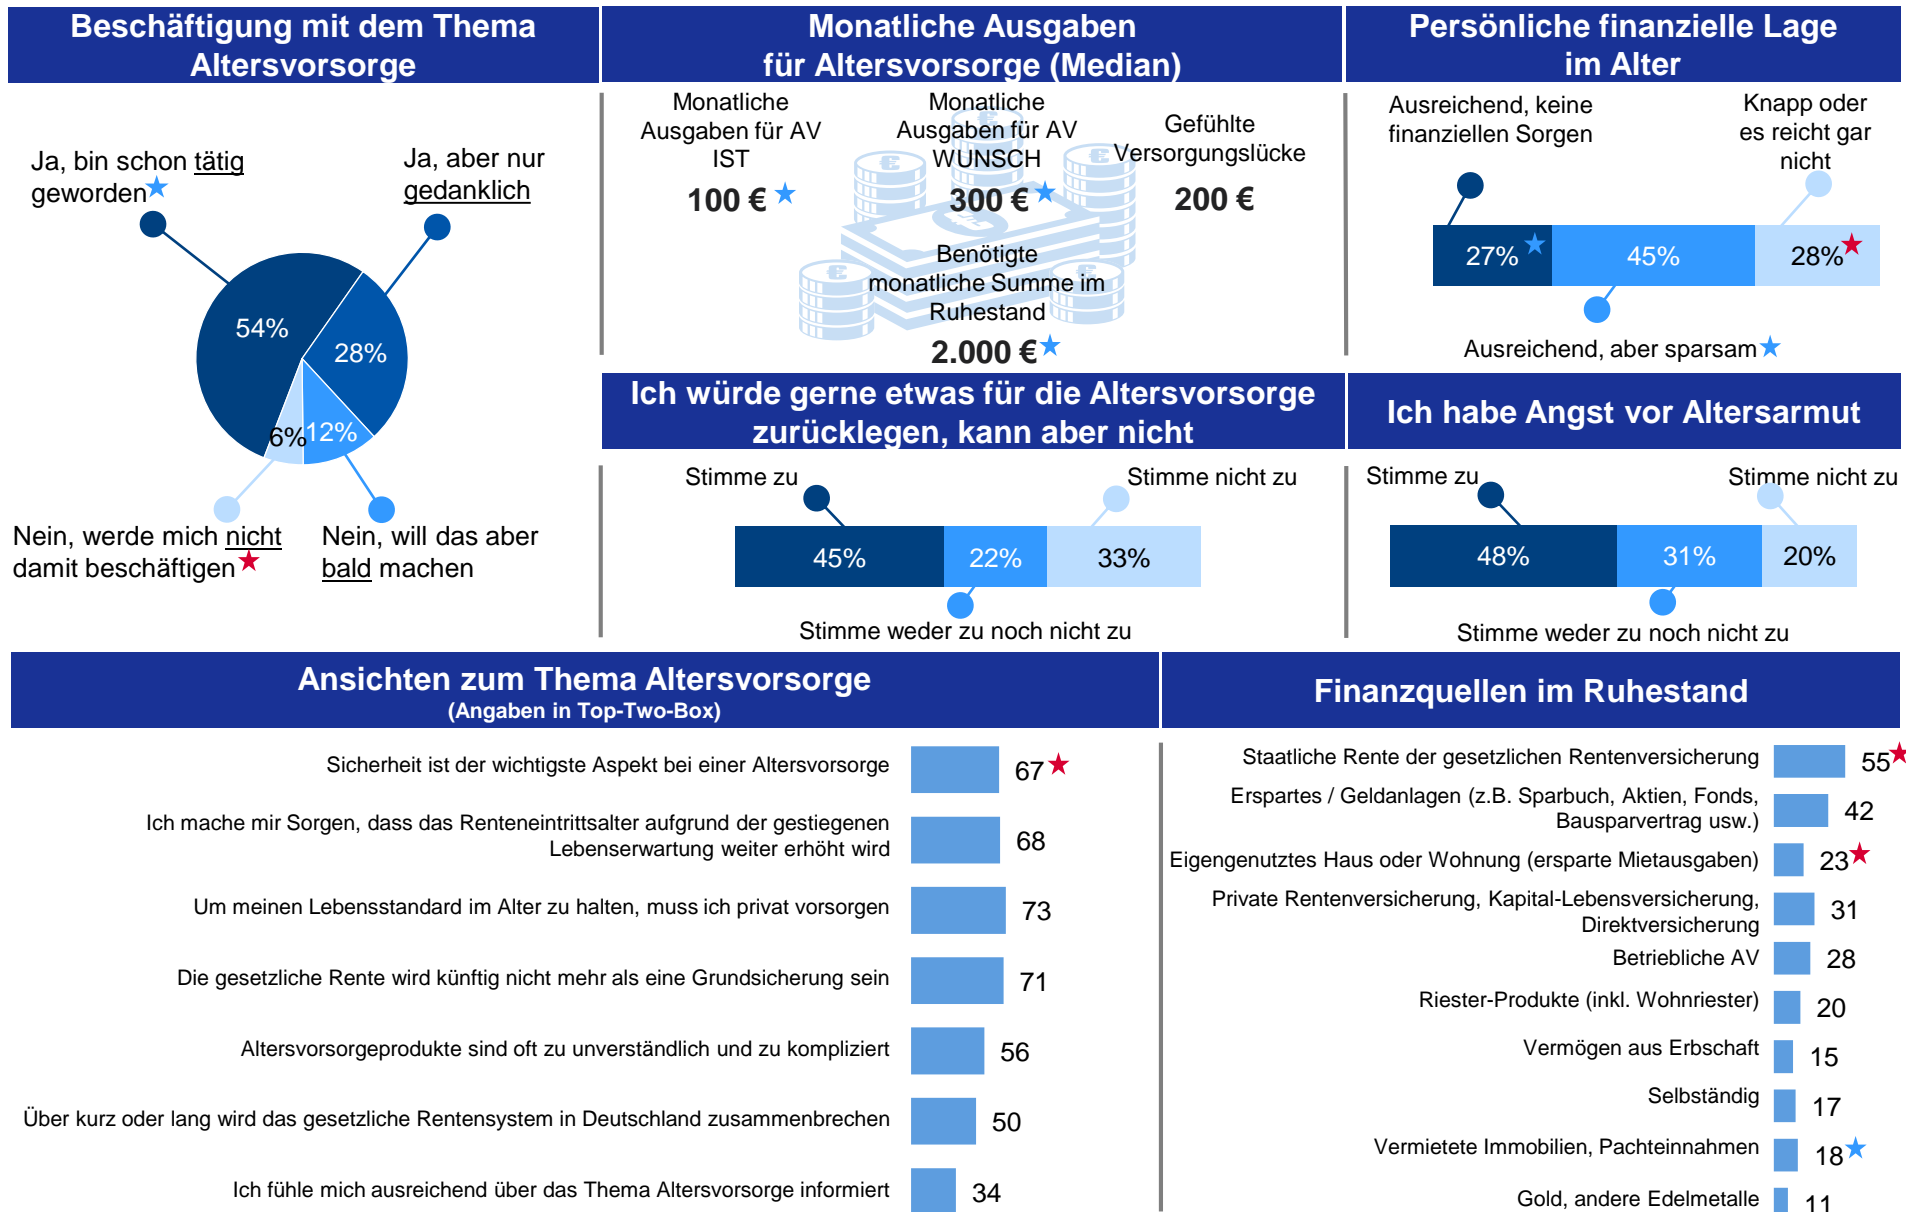 Beschäftigung mit dem Thema
Altersvorsorge
Ja, bin schon tätig
geworden
Ja, aber nur
gedanklich
54%
28%
6%
12%
Nein, werde mich nicht
damit beschäftigen
Nein, will das aber
bald machen
Monatliche Ausgaben
für Altersvorsorge (Median)
Monatliche
Ausgaben für AV
IST
100 €
Monatliche
Ausgaben für AV
WUNSCH
300 €
Gefühlte
Versorgungslücke
200 €
Benötigte
monatliche Summe im
Ruhestand
2.000 €
Persönliche finanzielle Lage
im Alter
Ausreichend, keine
finanziellen Sorgen
Knapp oder
es reicht gar
nicht
27%
45%
28%
Ausreichend, aber sparsam
Ich würde gerne etwas für die Altersvorsorge
zurücklegen, kann aber nicht
Stimme zu
Stimme nicht zu
45%
22%
33%
Stimme weder zu noch nicht zu
Ich habe Angst vor Altersarmut
Stimme zu
Stimme nicht zu
48%
31%
20%
Stimme weder zu noch nicht zu
Ansichten zum Thema Altersvorsorge
(Angaben in Top-Two-Box)
Sicherheit ist der wichtigste Aspekt bei einer Altersvorsorge
67
Ich mache mir Sorgen, dass das Renteneintrittsalter aufgrund der gestiegenen
Lebenserwartung weiter erhöht wird
68
Um meinen Lebensstandard im Alter zu halten, muss ich privat vorsorgen
73
Die gesetzliche Rente wird künftig nicht mehr als eine Grundsicherung sein
71
Altersvorsorgeprodukte sind oft zu unverständlich und zu kompliziert
56
Über kurz oder lang wird das gesetzliche Rentensystem in Deutschland zusammenbrechen
50
Ich fühle mich ausreichend über das Thema Altersvorsorge informiert
34
Finanzquellen im Ruhestand
Staatliche Rente der gesetzlichen Rentenversicherung
55
Erspartes / Geldanlagen (z.B. Sparbuch, Aktien, Fonds,
Bausparvertrag usw.)
42
Eigengenutztes Haus oder Wohnung (ersparte Mietausgaben)
23
Private Rentenversicherung, Kapital-Lebensversicherung,
Direktversicherung
31
Betriebliche AV
28
Riester-Produkte (inkl. Wohnriester)
20
Vermögen aus Erbschaft
15
Selbständig
17
Vermietete Immobilien, Pachteinnahmen
18
Gold, andere Edelmetalle
11